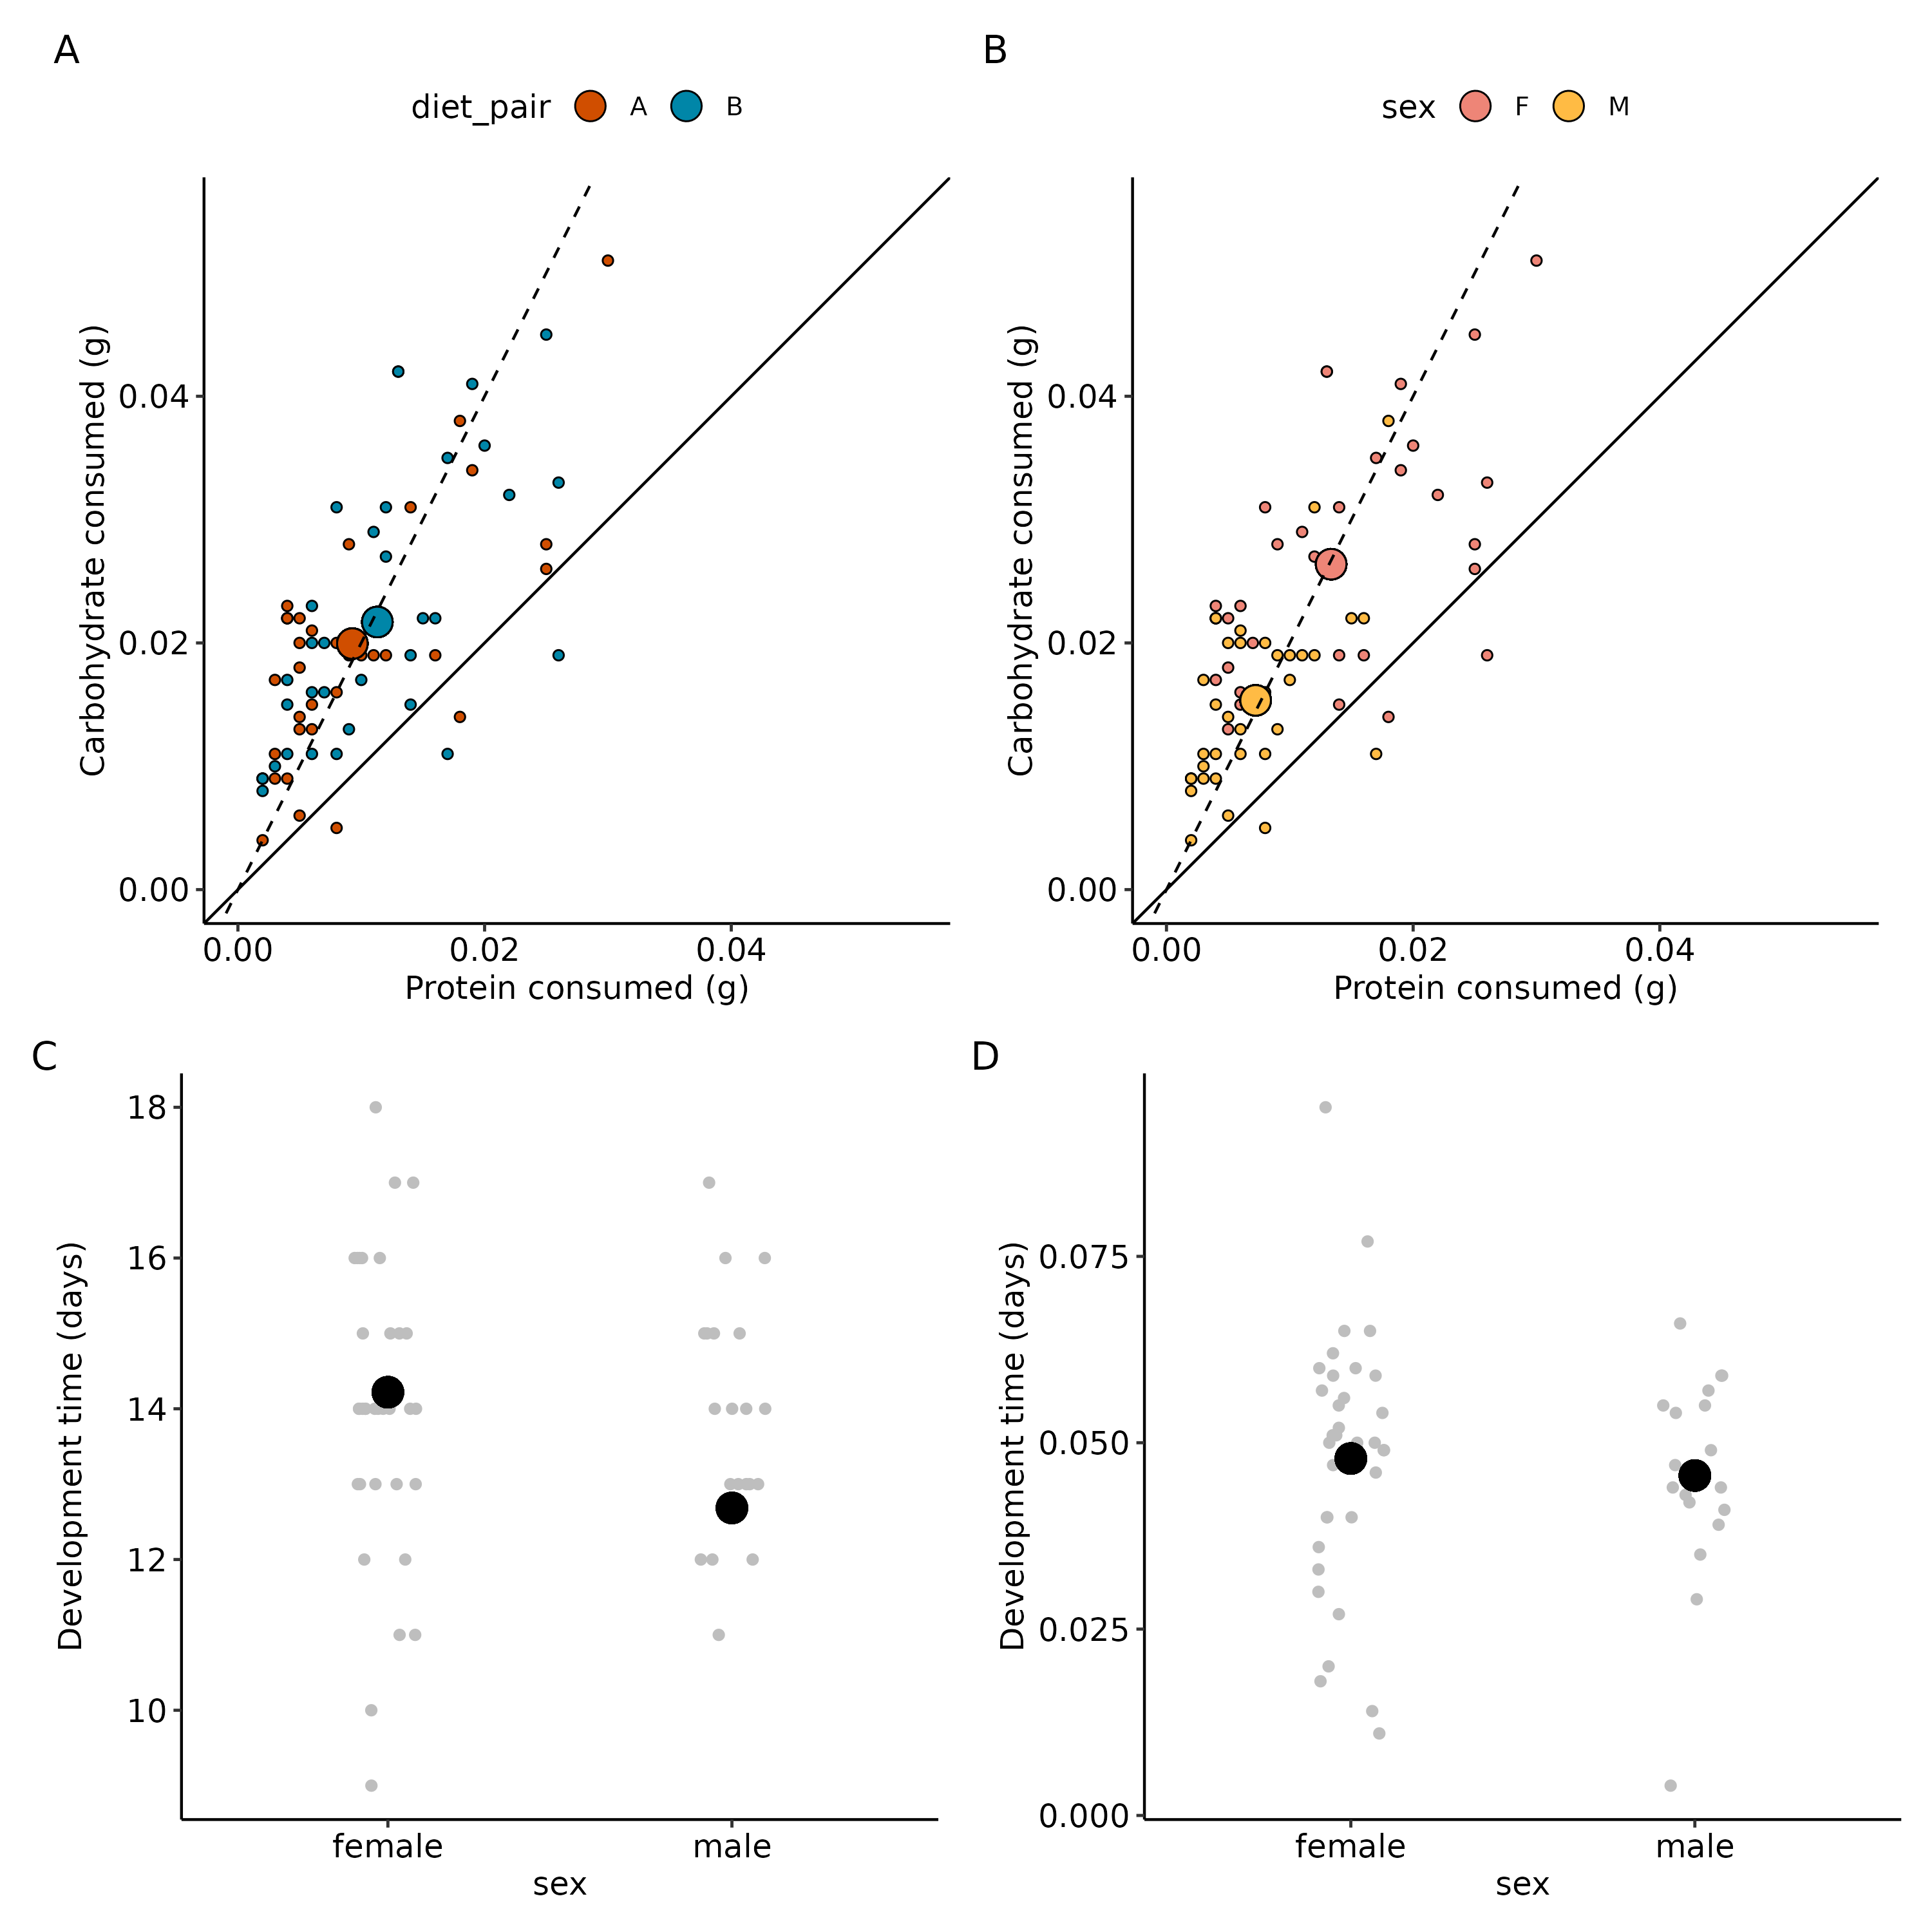 A
B
diet_pair A B
sex F M
Carbohydrate consumed (g)
0.04
0.02
0.00
0.00 0.02 0.04
Protein consumed (g)
Carbohydrate consumed (g)
0.04
0.02
0.00
0.00 0.02 0.04
Protein consumed (g)
C
D
Development time (days)
18
16
14
12
10
female male
sex
Development time (days)
0.075
0.050
0.025
0.000
female male
sex